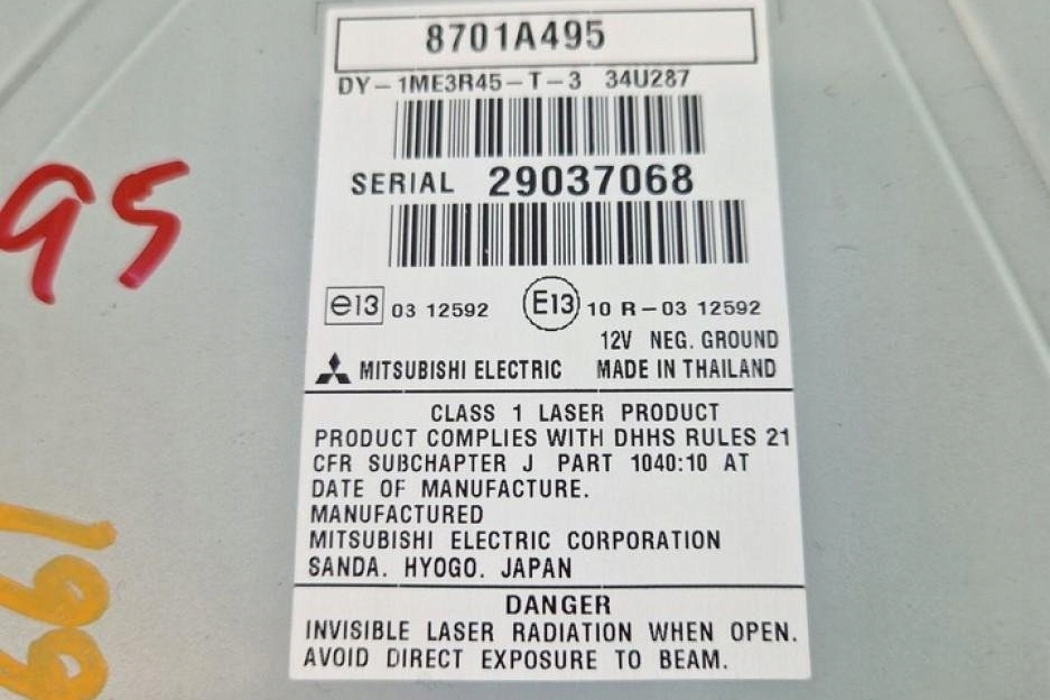 8701A495
DY-1ME3R45-T-3 34U287
SERIAL 29037068
e13 03 12592 E13 10 R-03 12592
12V NEG. GROUND
MITSUBISHI ELECTRIC MADE IN THAILAND
CLASS 1 LASER PRODUCT
PRODUCT COMPLIES WITH DHHS RULES 21
CFR SUBCHAPTER J PART 1040:10 AT
DATE OF MANUFACTURE.
MANUFACTURED
MITSUBISHI ELECTRIC CORPORATION
SANDA. HYOGO. JAPAN
DANGER
INVISIBLE LASER RADIATION WHEN OPEN.
AVOID DIRECT EXPOSURE TO BEAM.
95